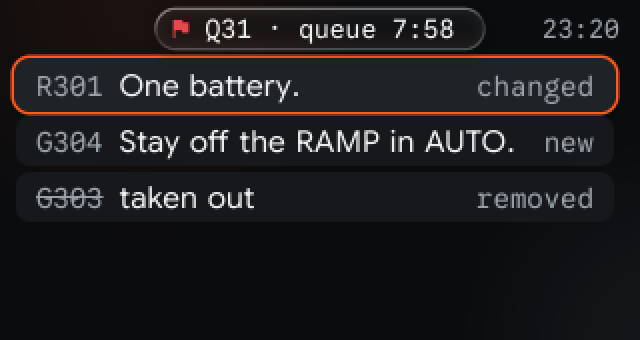 Q31 · queue 7:58 23:20
R301 One battery. changed
G304 Stay off the RAMP in AUTO. new
G303 taken out removed